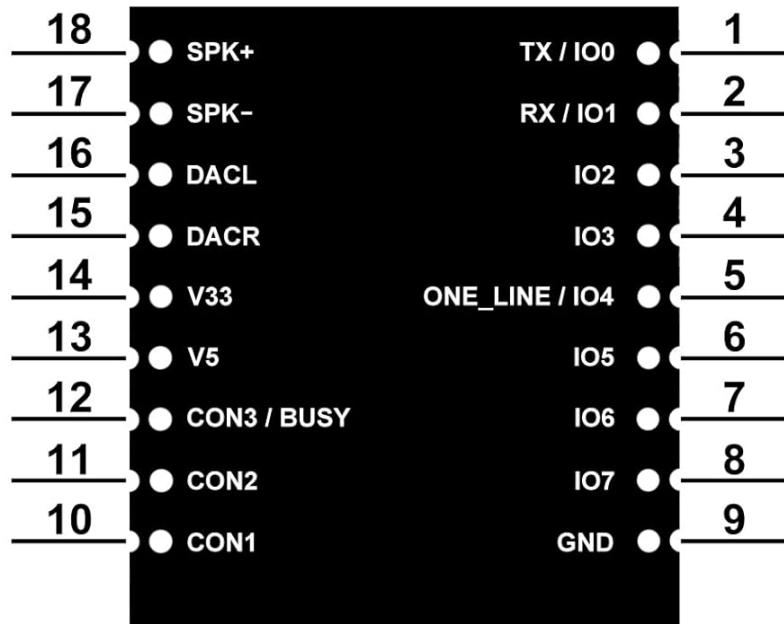 18 SPK+ TX / IO0 1
17 SPK− RX / IO1 2
16 DACL IO2 3
15 DACR IO3 4
14 V33 ONE_LINE / IO4 5
13 V5 IO5 6
12 CON3 / BUSY IO6 7
11 CON2 IO7 8
10 CON1 GND 9